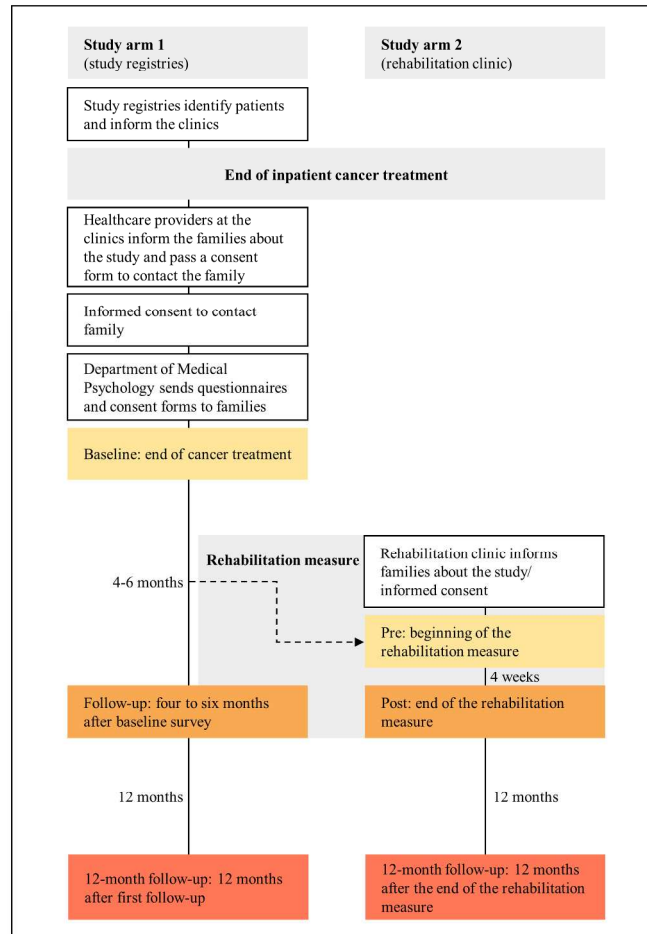 Study arm 1
(study registries)
Study arm 2
(rehabilitation clinic)
Study registries identify patients
and inform the clinics
End of inpatient cancer treatment
Healthcare providers at the
clinics inform the families about
the study and pass a consent
form to contact the family
Informed consent to contact
family
Department of Medical
Psychology sends questionnaires
and consent forms to families
Baseline: end of cancer treatment
Rehabilitation measure
Rehabilitation clinic informs
families about the study/
informed consent
4-6 months
Pre: beginning of the
rehabilitation measure
4 weeks
Follow-up: four to six months
after baseline survey
Post: end of the rehabilitation
measure
12 months
12 months
12-month follow-up: 12 months
after first follow-up
12-month follow-up: 12 months
after the end of the rehabilitation
measure